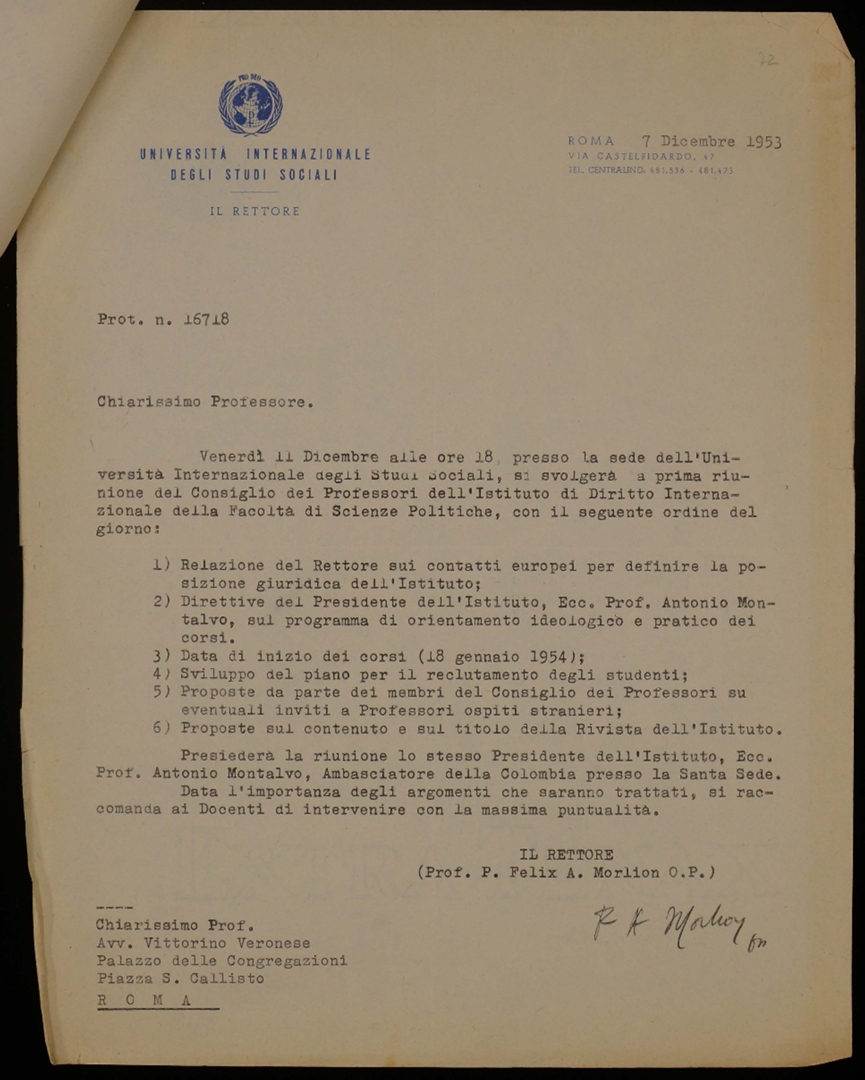 72
PRO DEO
UNIVERSITÀ INTERNAZIONALE
DEGLI STUDI SOCIALI
IL RETTORE
ROMA 7 Dicembre 1953
VIA CASTELFIDARDO, 47
TEL. CENTRALINO: 481.536 - 481.473
Prot. n. 16718
Chiarissimo Professore.
Venerdì 11 Dicembre alle ore 18, presso la sede dell'Uni-
versità Internazionale degli Studi Sociali, si svolgerà a prima riu-
nione del Consiglio dei Professori dell'Istituto di Diritto Interna-
zionale della Facoltà di Scienze Politiche, con il seguente ordine del
giorno:
1) Relazione del Rettore sui contatti europei per definire la po-
sizione giuridica dell'Istituto;
2) Direttive del Presidente dell'Istituto, Ecc. Prof. Antonio Mon-
talvo, sul programma di orientamento ideologico e pratico dei
corsi.
3) Data di inizio dei corsi (18 gennaio 1954);
4) Sviluppo del piano per il reclutamento degli studenti;
5) Proposte da parte dei membri del Consiglio dei Professori su
eventuali inviti a Professori ospiti stranieri;
6) Proposte sul contenuto e sul titolo della Rivista dell'Istituto.
Presiederà la riunione lo stesso Presidente dell'Istituto, Ecc.
Prof. Antonio Montalvo, Ambasciatore della Colombia presso la Santa Sede.
Data l'importanza degli argomenti che saranno trattati, si rac-
comanda ai Docenti di intervenire con la massima puntualità.
IL RETTORE
(Prof. P. Felix A. Morlion O.P.)
Chiarissimo Prof.
Avv. Vittorino Veronese
Palazzo delle Congregazioni
Piazza S. Callisto
R O M A